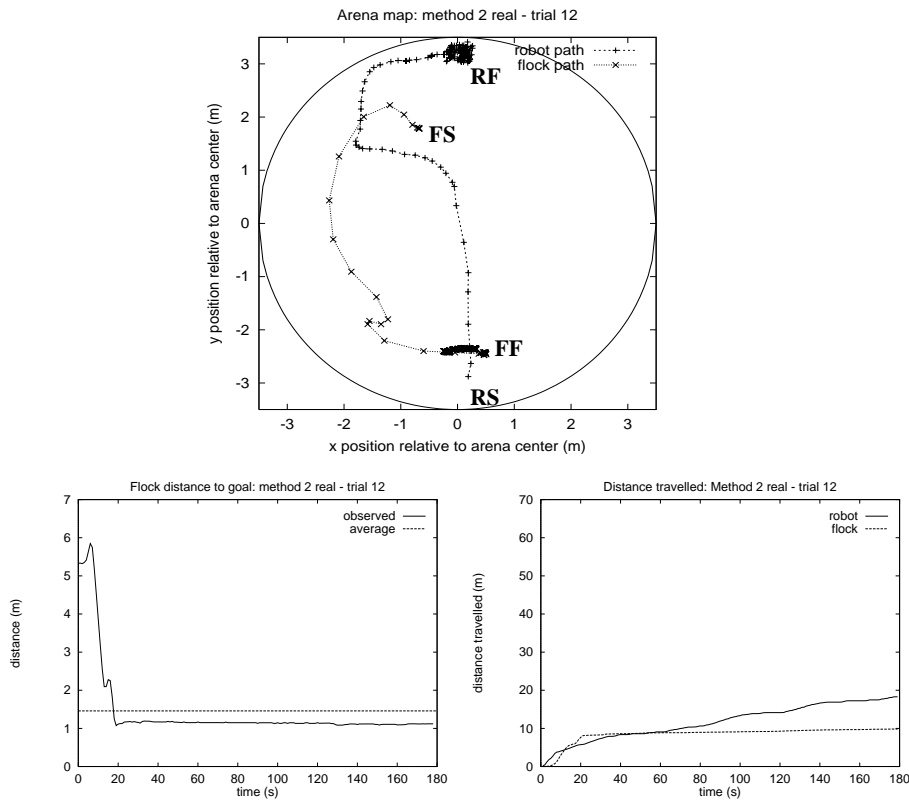 Arena map: method 2 real - trial 12
robot path
flock path
RF
FS
FF
RS
3
2
1
0
-1
-2
-3
y position relative to arena center (m)
-3 -2 -1 0 1 2 3
x position relative to arena center (m)
Flock distance to goal: method 2 real - trial 12
observed
average
7
6
5
4
3
2
1
0
distance (m)
0 20 40 60 80 100 120 140 160 180
time (s)
Distance travelled: Method 2 real - trial 12
robot
flock
70
60
50
40
30
20
10
0
distance travelled (m)
0 20 40 60 80 100 120 140 160 180
time (s)